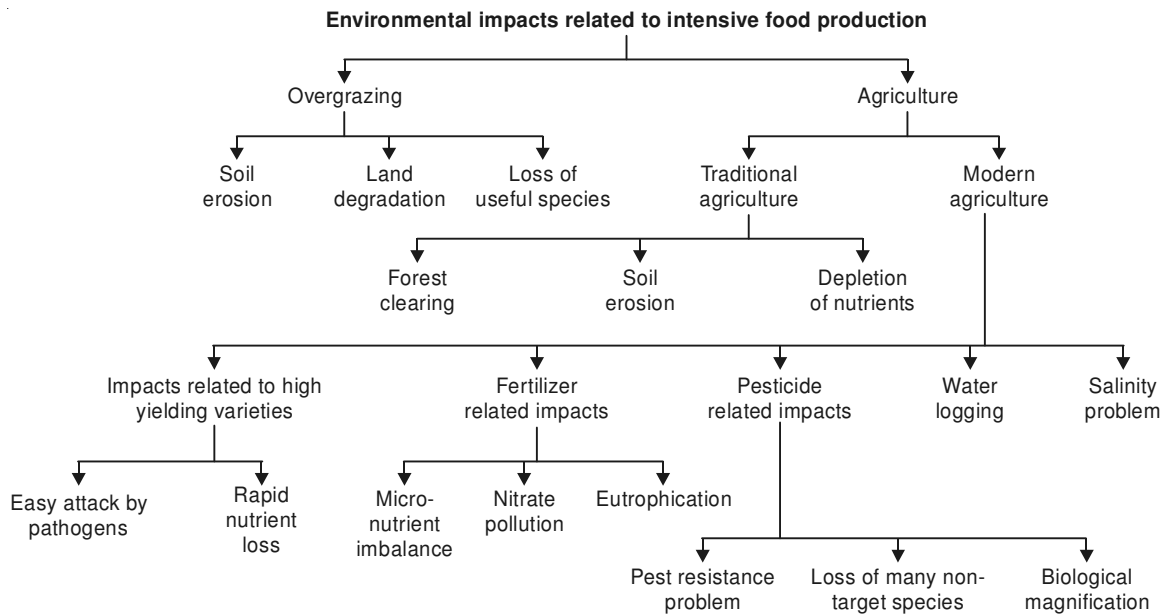 Environmental impacts related to intensive food production
Overgrazing
Agriculture
Soil
erosion
Land
degradation
Loss of
useful species
Traditional
agriculture
Modern
agriculture
Forest
clearing
Soil
erosion
Depletion
of nutrients
Impacts related to high
yielding varieties
Fertilizer
related impacts
Pesticide
related impacts
Water
logging
Salinity
problem
Easy attack by
pathogens
Rapid
nutrient
loss
Micro-
nutrient
imbalance
Nitrate
pollution
Eutrophication
Pest resistance
problem
Loss of many non-
target species
Biological
magnification